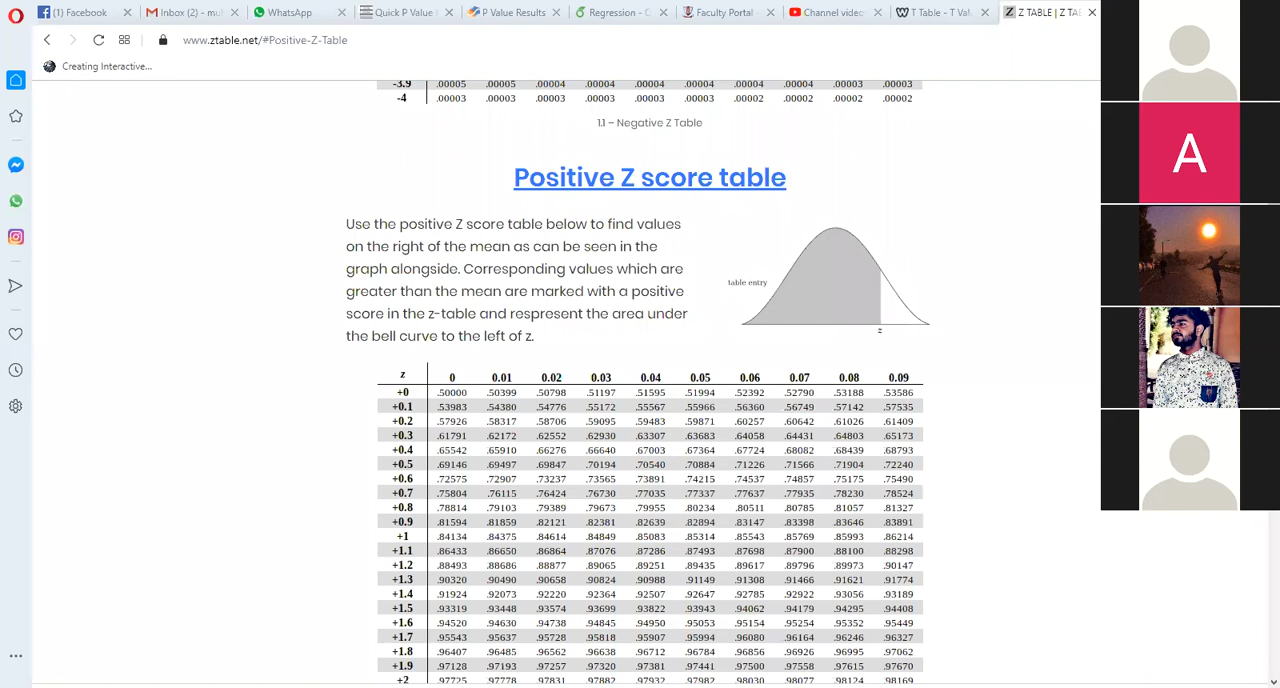 (1) Facebook
Inbox (2) - mul
WhatsApp
Quick P Value
P Value Results
Regression - C
Faculty Portal
Channel video
T Table - T Val
Z TABLE | Z TA
www.ztable.net/#Positive-Z-Table
Creating Interactive...
-3.9 .00005 .00005 .00004 .00004 .00004 .00004 .00004 .00004 .00003 .00003
-4 .00003 .00003 .00003 .00003 .00003 .00003 .00002 .00002 .00002 .00002
1.1 – Negative Z Table
Positive Z score table
Use the positive Z score table below to find values
on the right of the mean as can be seen in the
graph alongside. Corresponding values which are
greater than the mean are marked with a positive
score in the z-table and respresent the area under
the bell curve to the left of z.
table entry
z
z 0 0.01 0.02 0.03 0.04 0.05 0.06 0.07 0.08 0.09
+0 .50000 .50399 .50798 .51197 .51595 .51994 .52392 .52790 .53188 .53586
+0.1 .53983 .54380 .54776 .55172 .55567 .55966 .56360 .56749 .57142 .57535
+0.2 .57926 .58317 .58706 .59095 .59483 .59871 .60257 .60642 .61026 .61409
+0.3 .61791 .62172 .62552 .62930 .63307 .63683 .64058 .64431 .64803 .65173
+0.4 .65542 .65910 .66276 .66640 .67003 .67364 .67724 .68082 .68439 .68793
+0.5 .69146 .69497 .69847 .70194 .70540 .70884 .71226 .71566 .71904 .72240
+0.6 .72575 .72907 .73237 .73565 .73891 .74215 .74537 .74857 .75175 .75490
+0.7 .75804 .76115 .76424 .76730 .77035 .77337 .77637 .77935 .78230 .78524
+0.8 .78814 .79103 .79389 .79673 .79955 .80234 .80511 .80785 .81057 .81327
+0.9 .81594 .81859 .82121 .82381 .82639 .82894 .83147 .83398 .83646 .83891
+1 .84134 .84375 .84614 .84849 .85083 .85314 .85543 .85769 .85993 .86214
+1.1 .86433 .86650 .86864 .87076 .87286 .87493 .87698 .87900 .88100 .88298
+1.2 .88493 .88686 .88877 .89065 .89251 .89435 .89617 .89796 .89973 .90147
+1.3 .90320 .90490 .90658 .90824 .90988 .91149 .91308 .91466 .91621 .91774
+1.4 .91924 .92073 .92220 .92364 .92507 .92647 .92785 .92922 .93056 .93189
+1.5 .93319 .93448 .93574 .93699 .93822 .93943 .94062 .94179 .94295 .94408
+1.6 .94520 .94630 .94738 .94845 .94950 .95053 .95154 .95254 .95352 .95449
+1.7 .95543 .95637 .95728 .95818 .95907 .95994 .96080 .96164 .96246 .96327
+1.8 .96407 .96485 .96562 .96638 .96712 .96784 .96856 .96926 .96995 .97062
+1.9 .97128 .97193 .97257 .97320 .97381 .97441 .97500 .97558 .97615 .97670
+2 .97725 .97778 .97831 .97882 .97932 .97982 .98030 .98077 .98124 .98169
A